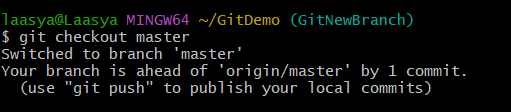 laasya@Laasya MINGW64 ~/GitDemo (GitNewBranch)
$ git checkout master
Switched to branch 'master'
Your branch is ahead of 'origin/master' by 1 commit.
  (use "git push" to publish your local commits)